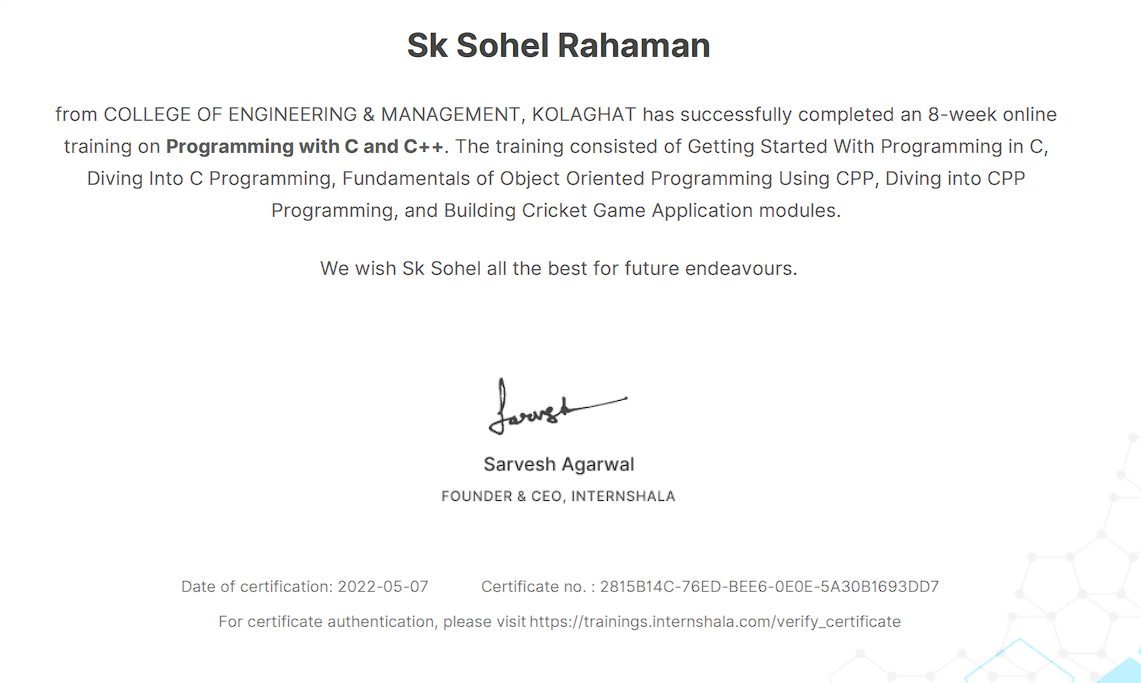 Sk Sohel Rahaman
from COLLEGE OF ENGINEERING & MANAGEMENT, KOLAGHAT has successfully completed an 8-week online
training on Programming with C and C++. The training consisted of Getting Started With Programming in C,
Diving Into C Programming, Fundamentals of Object Oriented Programming Using CPP, Diving into CPP
Programming, and Building Cricket Game Application modules.
We wish Sk Sohel all the best for future endeavours.
Sarvesh
Sarvesh Agarwal
FOUNDER & CEO, INTERNSHALA
Date of certification: 2022-05-07 Certificate no. : 2815B14C-76ED-BEE6-0E0E-5A30B1693DD7
For certificate authentication, please visit https://trainings.internshala.com/verify_certificate